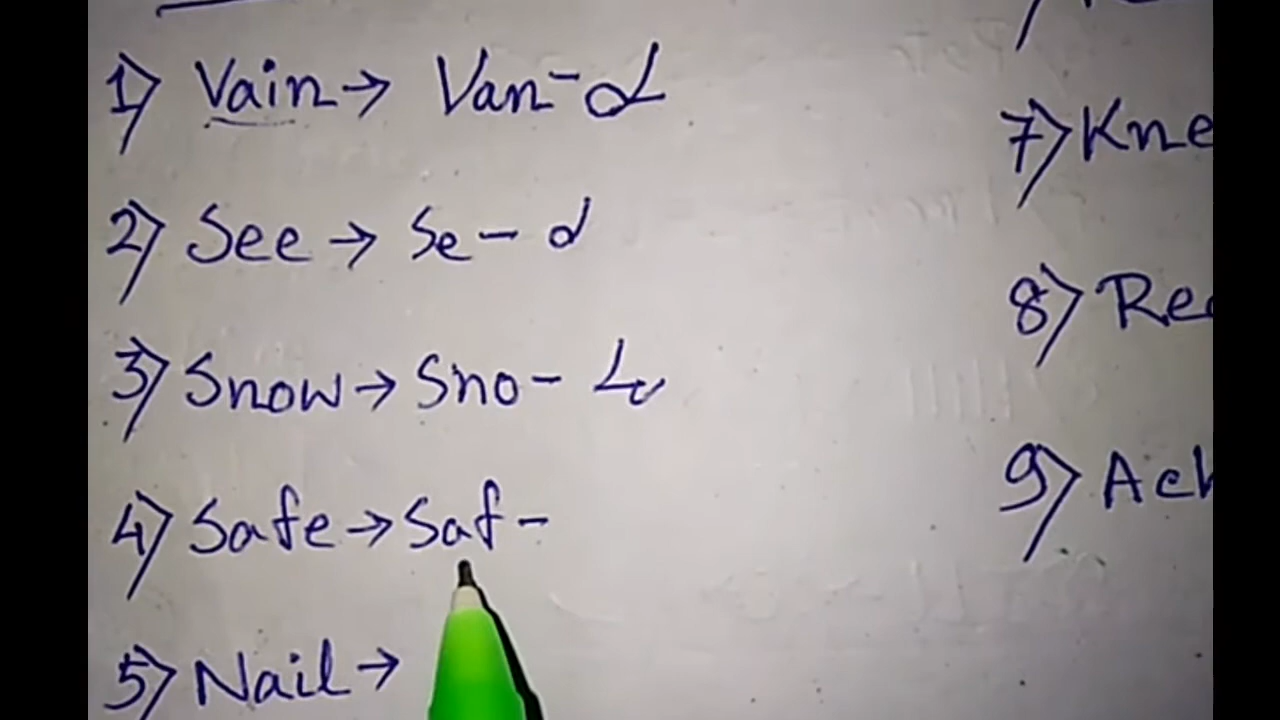 1) Vain → Van -
2) See → Se -
3) Snow → Sno -
4) Safe → Saf -
5) Nail →
7) Kne
8) Re
9) Ach